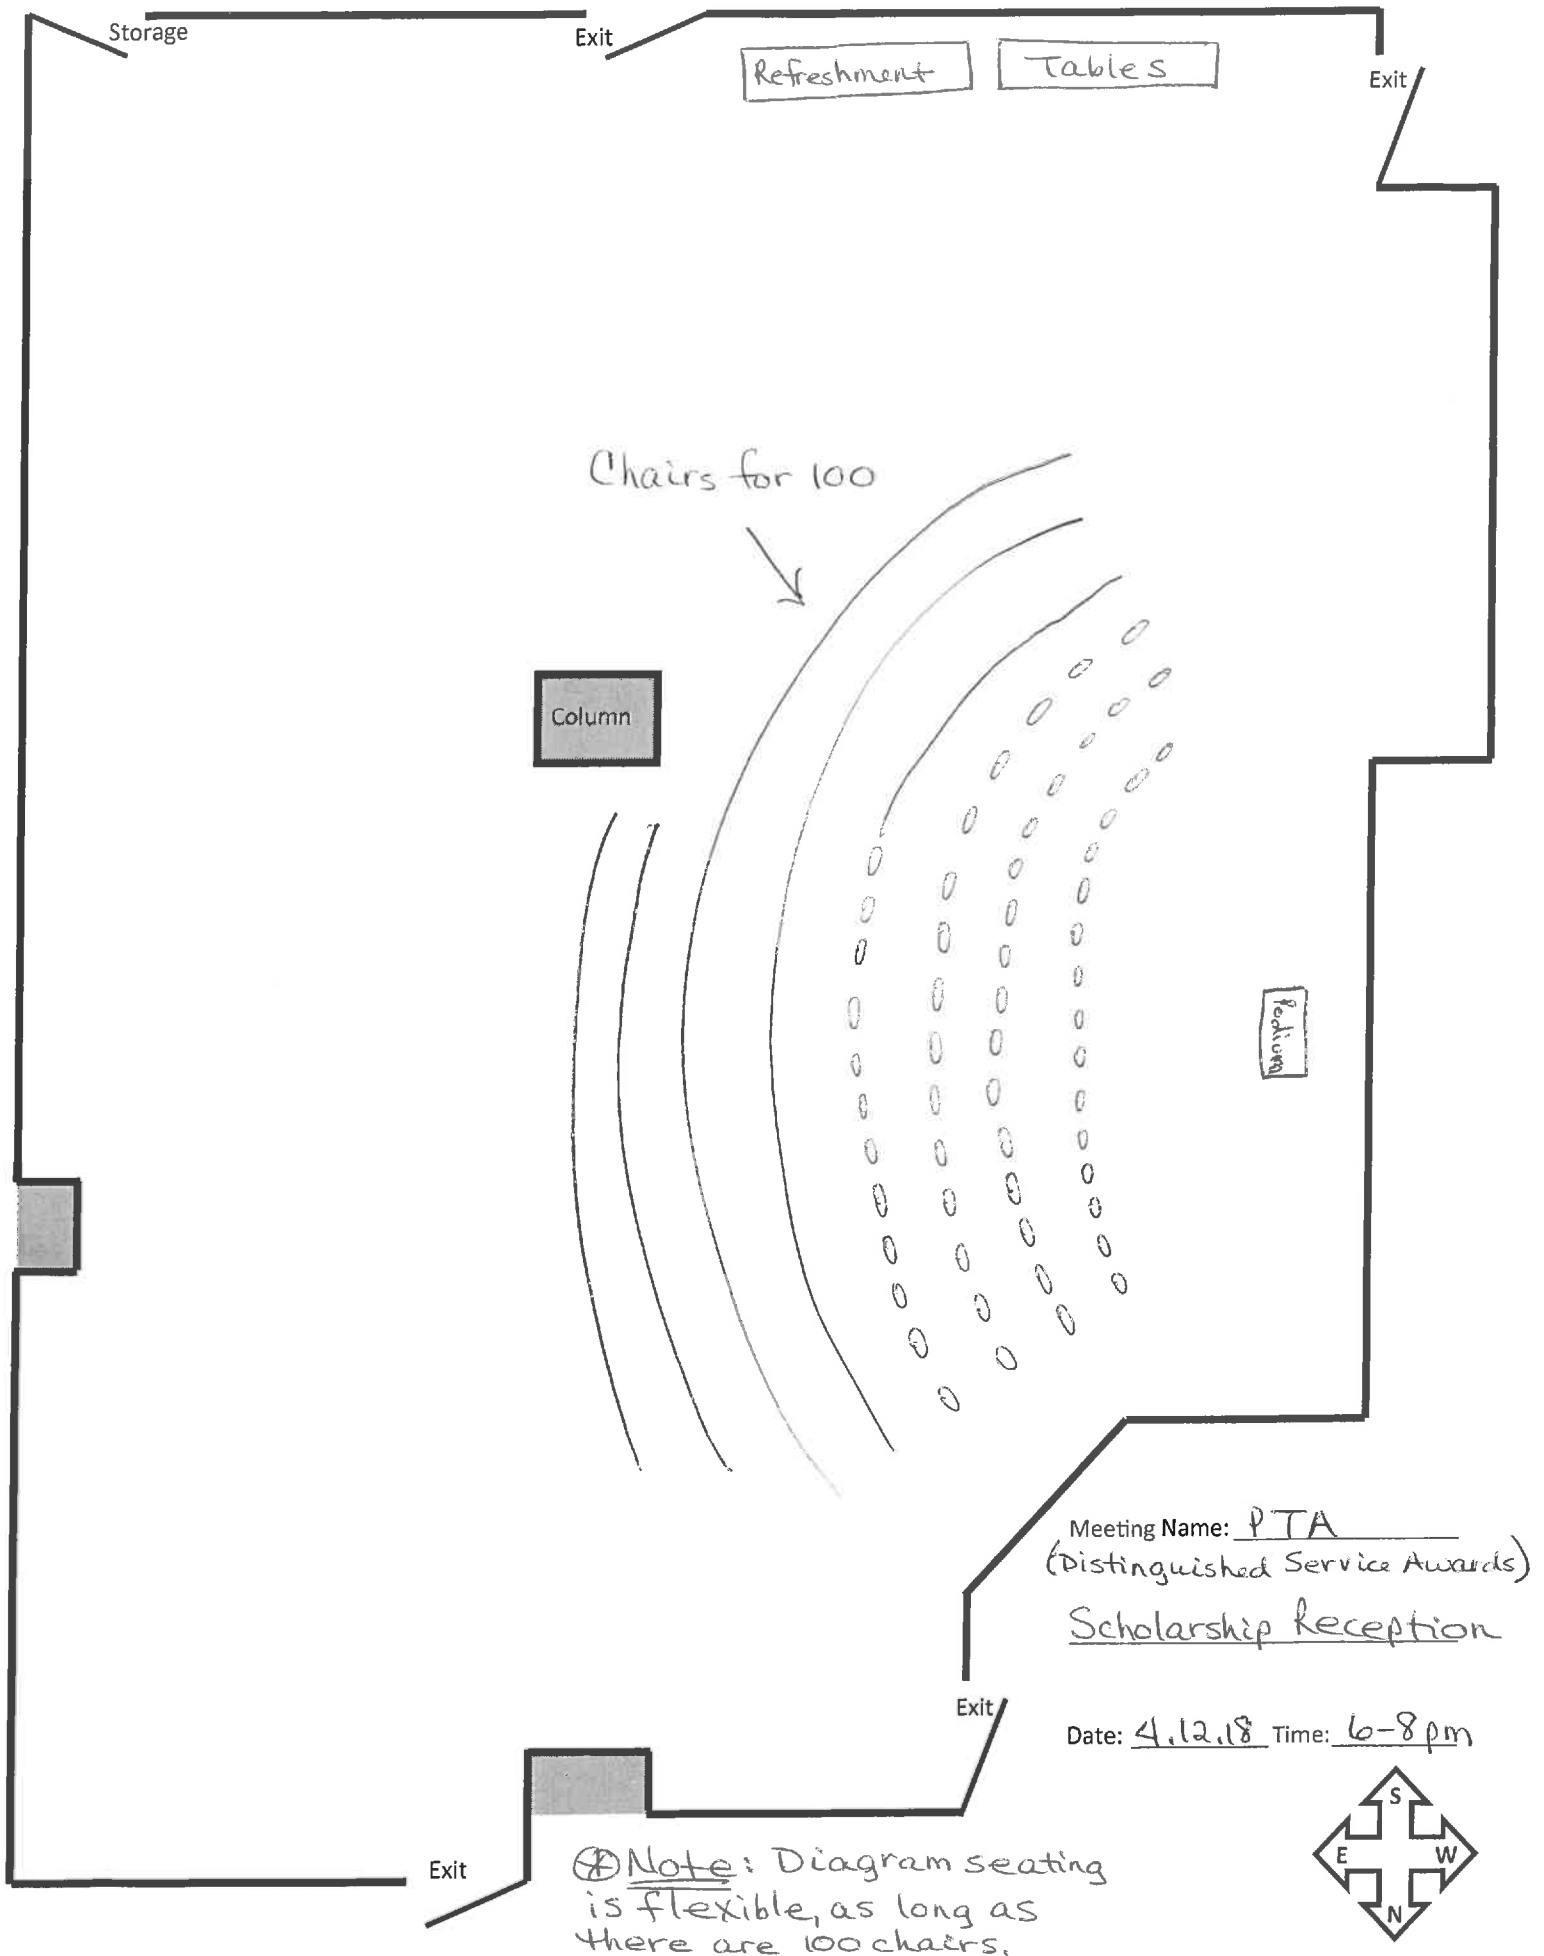 Storage
Exit
Refreshment
Tables
Exit
Chairs for 100
Column
Podium
Meeting Name: PTA
(Distinguished Service Awards)
Scholarship Reception
Exit
Date: 4.12.18 Time: 6-8pm
S
E W
N
Exit
Note: Diagram seating
is flexible, as long as
there are 100 chairs.